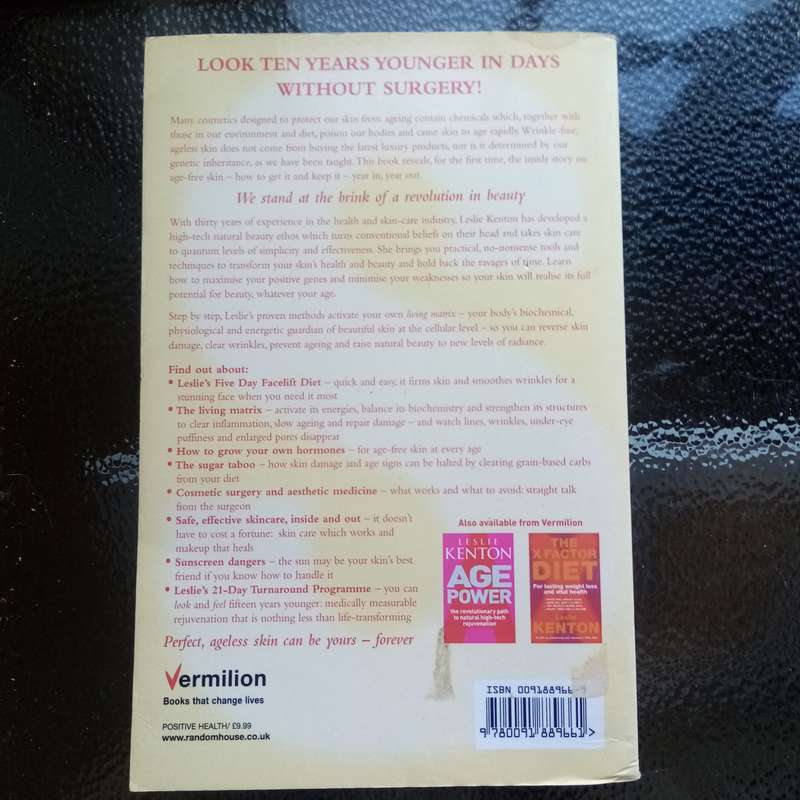 LOOK TEN YEARS YOUNGER IN DAYS
WITHOUT SURGERY!
Many cosmetics designed to protect our skin from ageing contain chemicals which, together with
those in our environment and diet, poison our bodies and cause skin to age rapidly. Wrinkle-free,
ageless skin does not come from buying the latest luxury products, nor is it determined by our
genetic inheritance, as we have been taught. This book reveals, for the first time, the inside story on
age-free skin – how to get it and keep it – year in, year out.
We stand at the brink of a revolution in beauty
With thirty years of experience in the health and skin-care industry, Leslie Kenton has developed a
high-tech natural beauty ethos which turns conventional beliefs on their head and takes skin care
to quantum levels of simplicity and effectiveness. She brings you practical, no-nonsense tools and
techniques to transform your skin's health and beauty and hold back the ravages of time. Learn
how to maximise your positive genes and minimise your weaknesses so your skin will realise its full
potential for beauty, whatever your age.
Step by step, Leslie's proven methods activate your own living matrix – your body's biochemical,
physiological and energetic guardian of beautiful skin at the cellular level – so you can reverse skin
damage, clear wrinkles, prevent ageing and raise natural beauty to new levels of radiance.
Find out about:
• Leslie's Five Day Facelift Diet – quick and easy, it firms skin and smoothes wrinkles for a
stunning face when you need it most
• The living matrix – activate its energies, balance its biochemistry and strengthen its structures
to clear inflammation, slow ageing and repair damage – and watch lines, wrinkles, under-eye
puffiness and enlarged pores disappear
• How to grow your own hormones – for age-free skin at every age
• The sugar taboo – how skin damage and age signs can be halted by clearing grain-based carbs
from your diet
• Cosmetic surgery and aesthetic medicine – what works and what to avoid: straight talk
from the surgeon
• Safe, effective skincare, inside and out – it doesn't
have to cost a fortune: skin care which works and
makeup that heals
• Sunscreen dangers – the sun may be your skin's best
friend if you know how to handle it
• Leslie's 21-Day Turnaround Programme – you can
look and feel fifteen years younger: medically measurable
rejuvenation that is nothing less than life-transforming
Perfect, ageless skin can be yours – forever
Also available from Vermilion
LESLIE
KENTON
AGE
POWER
the revolutionary path
to natural high-tech
rejuvenation
THE
X FACTOR
DIET
For lasting weight loss
and vital health
Leslie
KENTON
Vermilion
Books that change lives
POSITIVE HEALTH/ £9.99
www.randomhouse.co.uk
ISBN 009188966
9 780091 889661 >